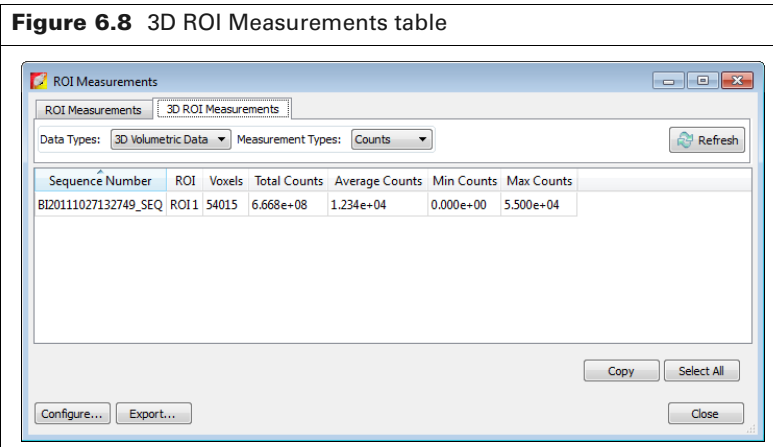 Figure 6.8 3D ROI Measurements table
ROI Measurements
ROI Measurements 3D ROI Measurements
Data Types: 3D Volumetric Data Measurement Types: Counts Refresh
Sequence Number ROI Voxels Total Counts Average Counts Min Counts Max Counts
BI20111027132749_SEQ ROI 1 54015 6.668e+08 1.234e+04 0.000e+00 5.500e+04
Copy Select All
Configure... Export... Close